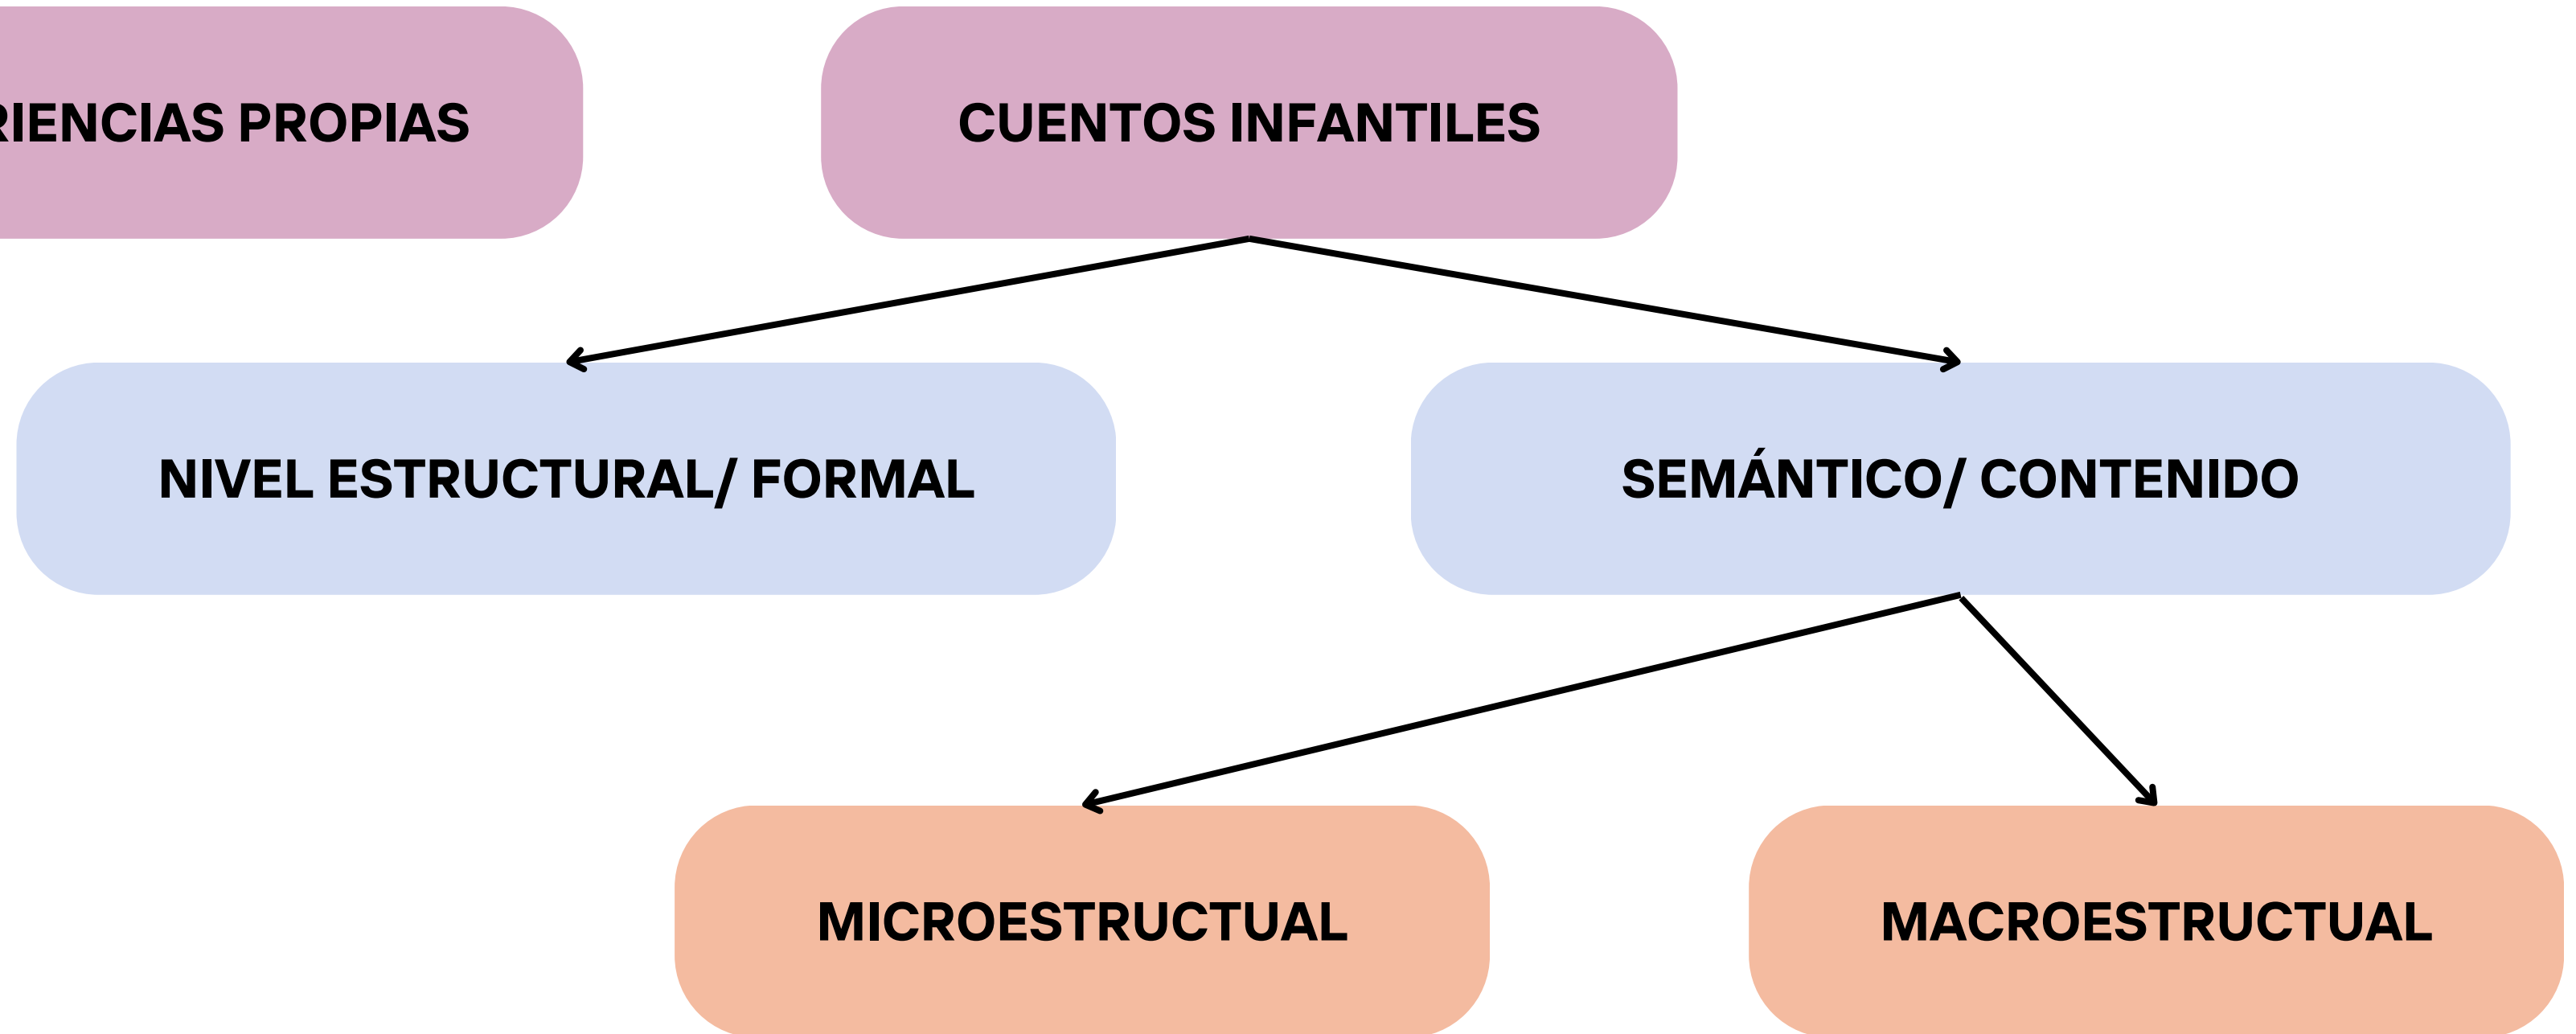 RIENCIAS PROPIAS
CUENTOS INFANTILES
NIVEL ESTRUCTURAL/ FORMAL
SEMÁNTICO/ CONTENIDO
MICROESTRUCTUAL
MACROESTRUCTUAL